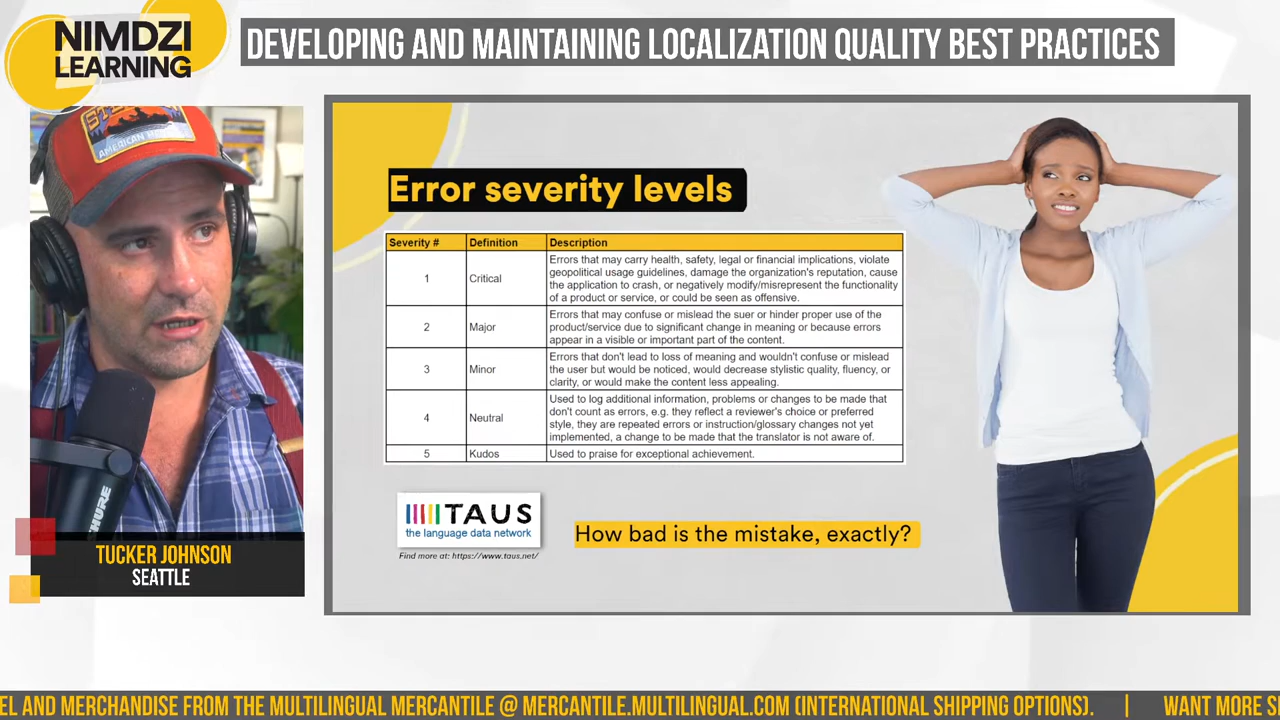 NIMDZI
LEARNING
DEVELOPING AND MAINTAINING LOCALIZATION QUALITY BEST PRACTICES
AMERICAN
Error severity levels
Severity # Definition Description
1 Critical Errors that may carry health, safety, legal or financial implications, violate
geopolitical usage guidelines, damage the organization's reputation, cause
the application to crash, or negatively modify/misrepresent the functionality
of a product or service, or could be seen as offensive.
2 Major Errors that may confuse or mislead the suer or hinder proper use of the
product/service due to significant change in meaning or because errors
appear in a visible or important part of the content.
3 Minor Errors that don't lead to loss of meaning and wouldn't confuse or mislead
the user but would be noticed, would decrease stylistic quality, fluency, or
clarity, or would make the content less appealing.
4 Neutral Used to log additional information, problems or changes to be made that
don't count as errors, e.g. they reflect a reviewer's choice or preferred
style, they are repeated errors or instruction/glossary changes not yet
implemented, a change to be made that the translator is not aware of.
5 Kudos Used to praise for exceptional achievement.
TAUS
the language data network
Find more at: https://www.taus.net/
How bad is the mistake, exactly?
SHURE
TUCKER JOHNSON
SEATTLE
EL AND MERCHANDISE FROM THE MULTILINGUAL MERCANTILE @ MERCANTILE.MULTILINGUAL.COM (INTERNATIONAL SHIPPING OPTIONS). | WANT MORE S